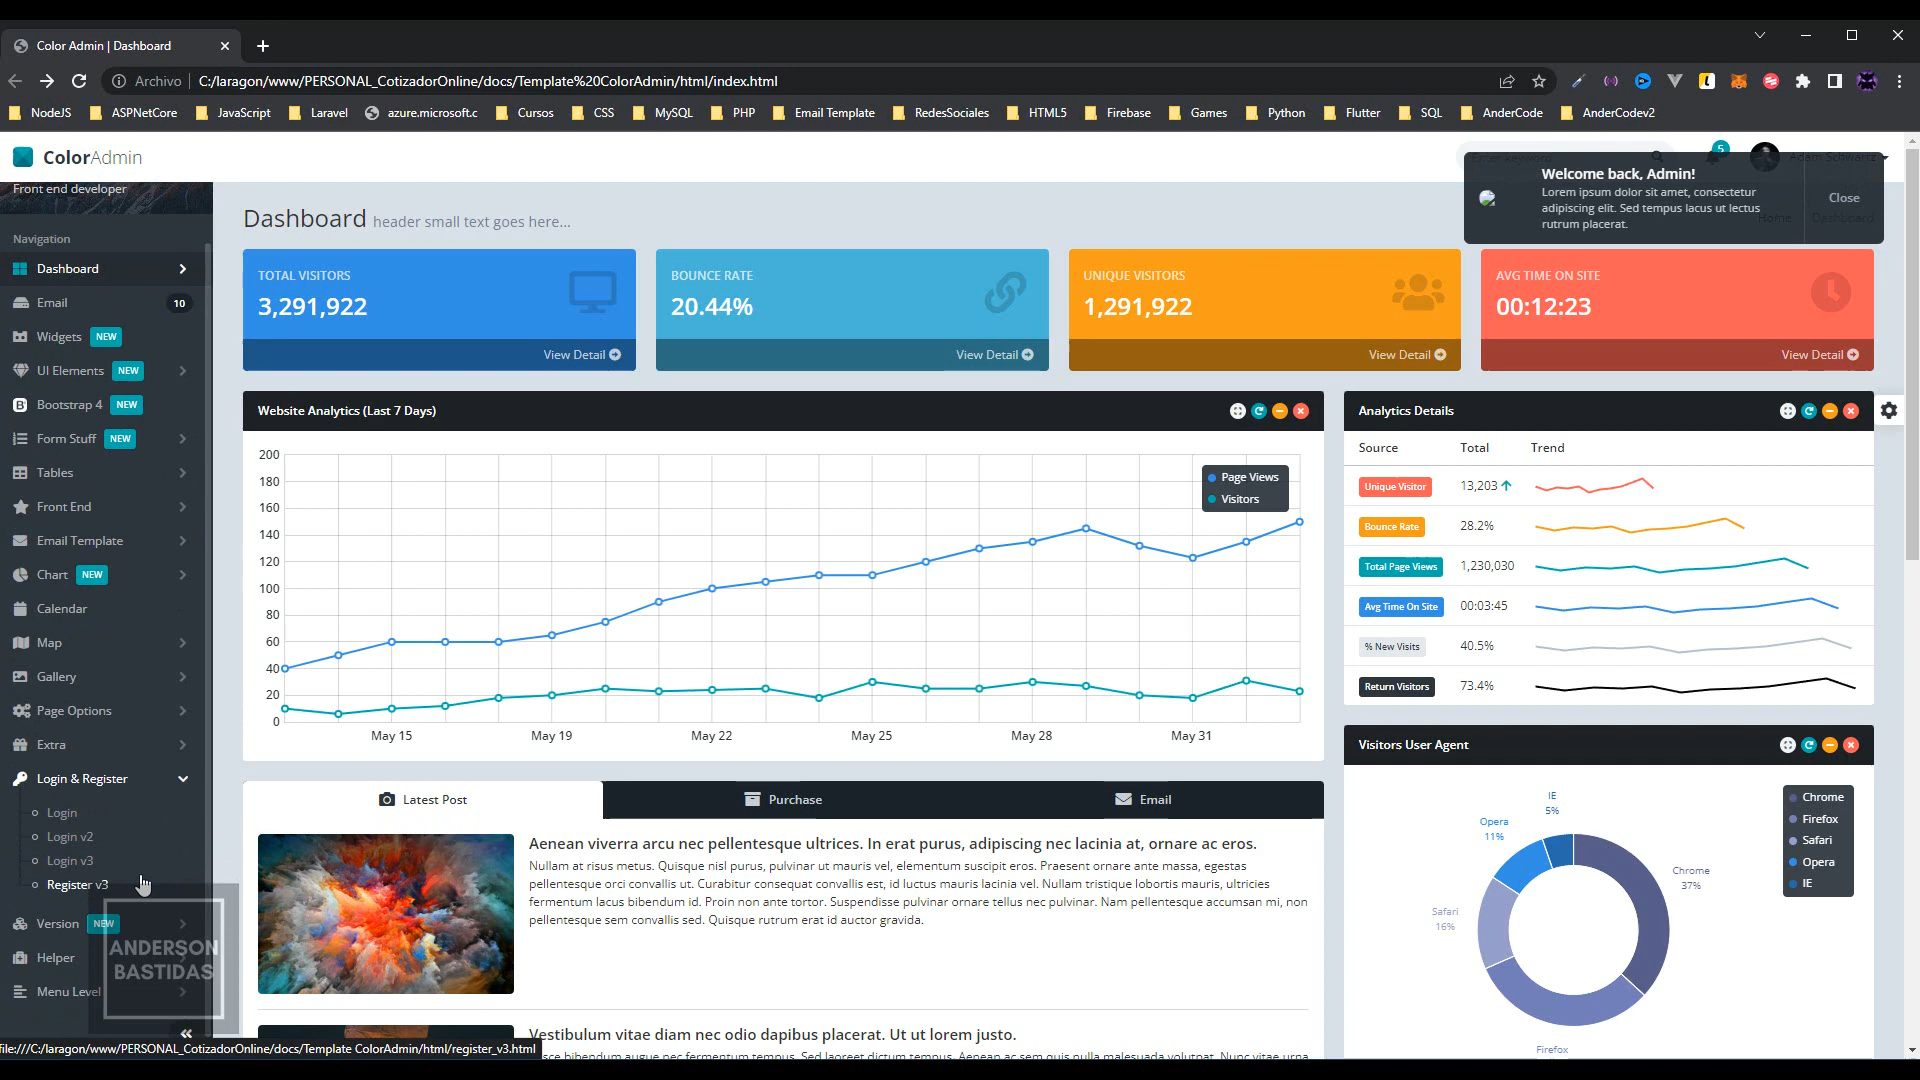 Color Admin | Dashboard
Archivo
C:/laragon/www/PERSONAL_CotizadorOnline/docs/Template%20ColorAdmin/html/index.html
NodeJS
ASPNetCore
JavaScript
Laravel
azure.microsoft.c
Cursos
CSS
MySQL
PHP
Email Template
RedesSociales
HTML5
Firebase
Games
Python
Flutter
SQL
AnderCode
AnderCodev2
ColorAdmin
5
Welcome back, Admin!
Lorem ipsum dolor sit amet, consectetur
adipiscing elit. Sed tempus lacus ut lectus
rutrum placerat.
Close
Front end developer
Navigation
Dashboard
Email
10
Widgets NEW
UI Elements NEW
Bootstrap 4 NEW
Form Stuff NEW
Tables
Front End
Email Template
Chart NEW
Calendar
Map
Gallery
Page Options
Extra
Login & Register
Login
Login v2
Login v3
Register v3
Version NEW
Helper
Menu Level
ANDERSON
BASTIDAS
file:///C:/laragon/www/PERSONAL_CotizadorOnline/docs/Template ColorAdmin/html/register_v3.html
Dashboard header small text goes here...
TOTAL VISITORS
3,291,922
View Detail
BOUNCE RATE
20.44%
View Detail
UNIQUE VISITORS
1,291,922
View Detail
AVG TIME ON SITE
00:12:23
View Detail
Website Analytics (Last 7 Days)
200
180
160
140
120
100
80
60
40
20
0
Page Views
Visitors
May 15
May 19
May 22
May 25
May 28
May 31
Analytics Details
Source Total Trend
Unique Visitor 13,203
Bounce Rate 28.2%
Total Page Views 1,230,030
Avg Time On Site 00:03:45
% New Visits 40.5%
Return Visitors 73.4%
Latest Post
Purchase
Email
Aenean viverra arcu nec pellentesque ultrices. In erat purus, adipiscing nec lacinia at, ornare ac eros.
Nullam at risus metus. Quisque nisl purus, pulvinar ut mauris vel, elementum suscipit eros. Praesent ornare ante massa, egestas
pellentesque orci convallis ut. Curabitur consequat convallis est, id luctus mauris lacinia vel. Nullam tristique lobortis mauris, ultricies
fermentum lacus bibendum id. Proin non ante tortor. Suspendisse pulvinar ornare tellus nec pulvinar. Nam pellentesque accumsan mi, non
pellentesque sem convallis sed. Quisque rutrum erat id auctor gravida.
Vestibulum vitae diam nec odio dapibus placerat. Ut ut lorem justo.
Visitors User Agent
IE
5%
Opera
11%
Safari
16%
Chrome
37%
Firefox
Chrome
Firefox
Safari
Opera
IE